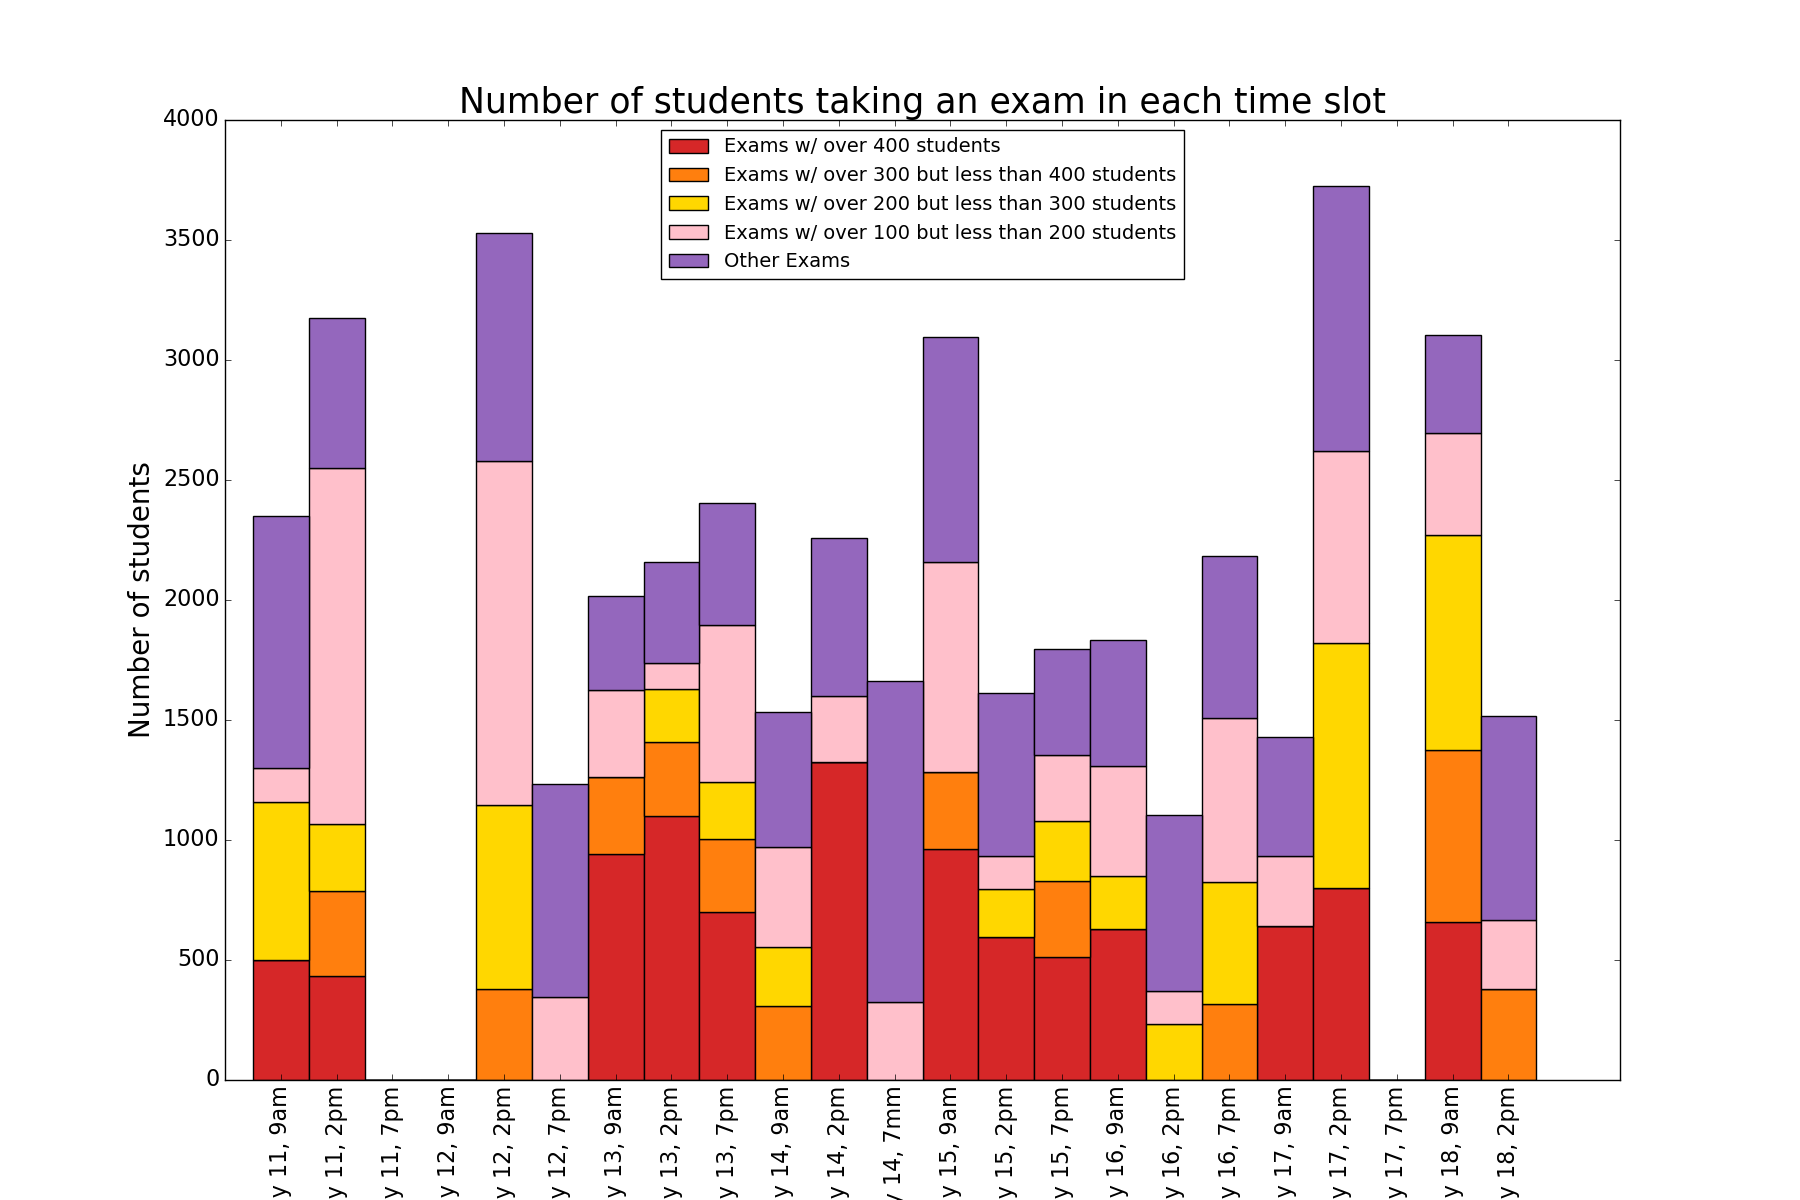 Number of students taking an exam in each time slot
Exams w/ over 400 students
Exams w/ over 300 but less than 400 students
Exams w/ over 200 but less than 300 students
Exams w/ over 100 but less than 200 students
Other Exams
Number of students
4000
3500
3000
2500
2000
1500
1000
500
0
y 11, 9am
y 11, 2pm
y 11, 7pm
y 12, 9am
y 12, 2pm
y 12, 7pm
y 13, 9am
y 13, 2pm
y 13, 7pm
y 14, 9am
y 14, 2pm
y 14, 7mm
y 15, 9am
y 15, 2pm
y 15, 7pm
y 16, 9am
y 16, 2pm
y 16, 7pm
y 17, 9am
y 17, 2pm
y 17, 7pm
y 18, 9am
y 18, 2pm